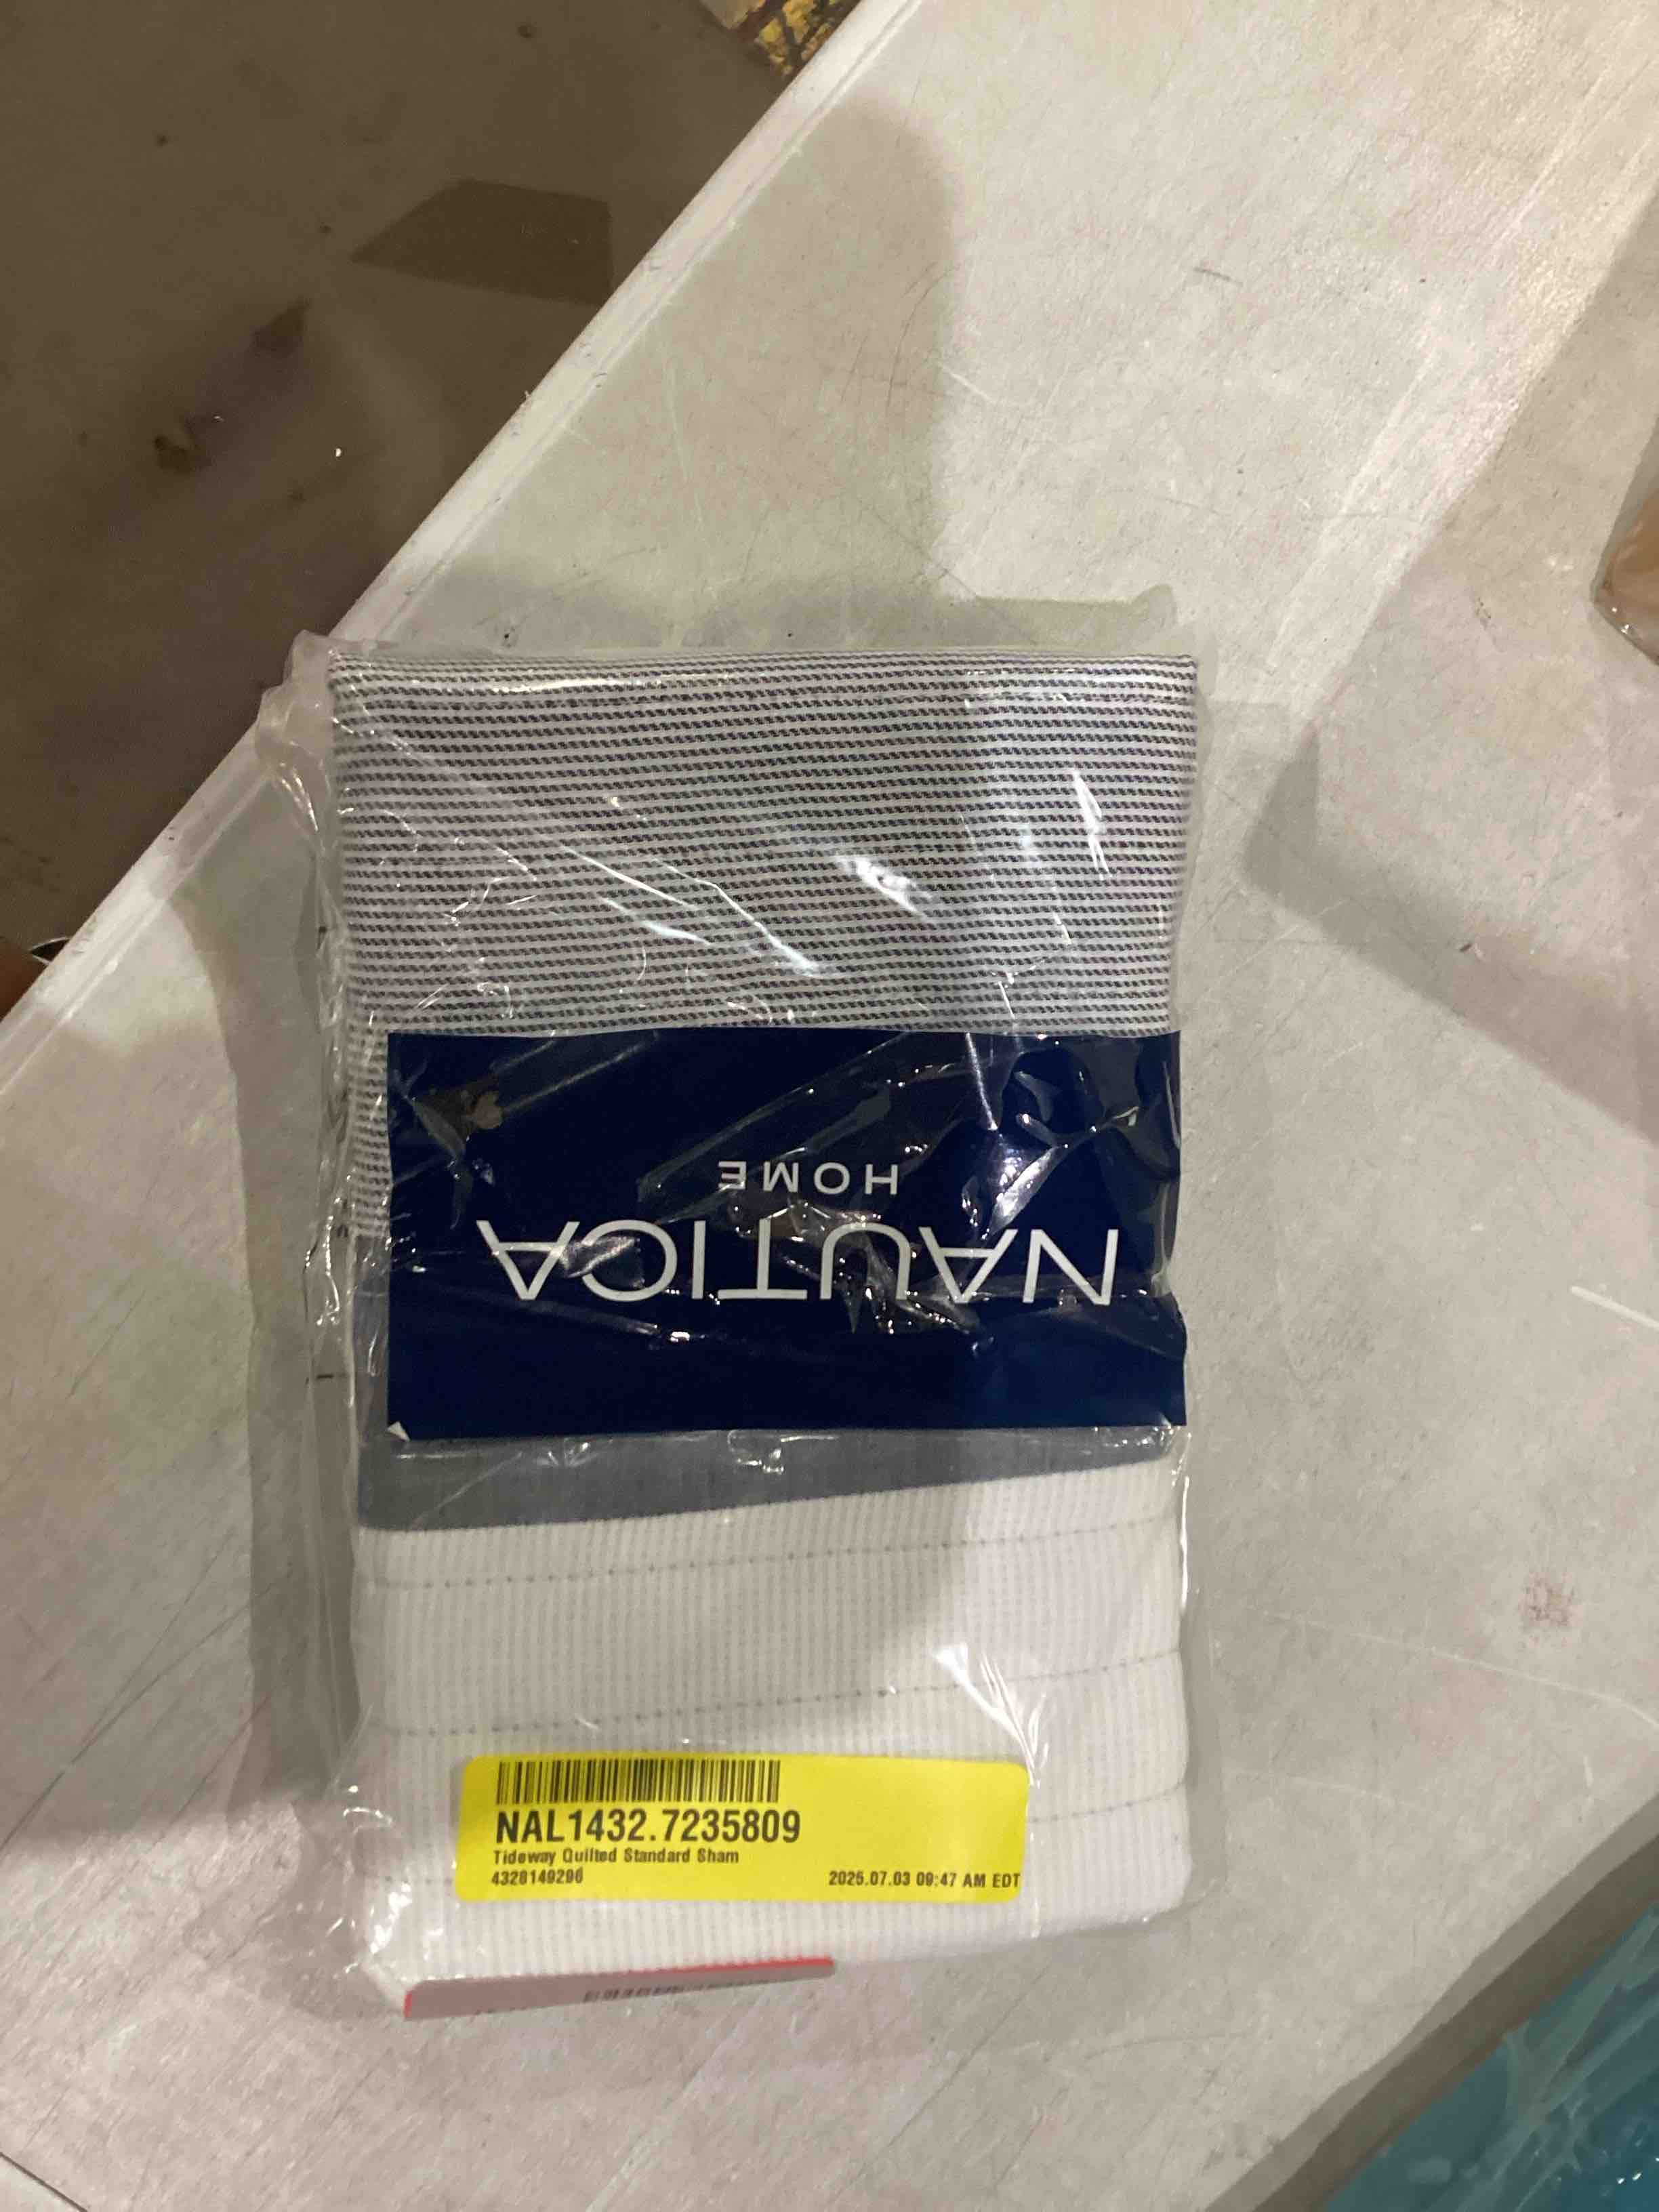 NAUTICA
HOME
NAL1432.7235809
Tideway Quilted Standard Sham
4328149296
2025.07.03 09:47 AM EDT